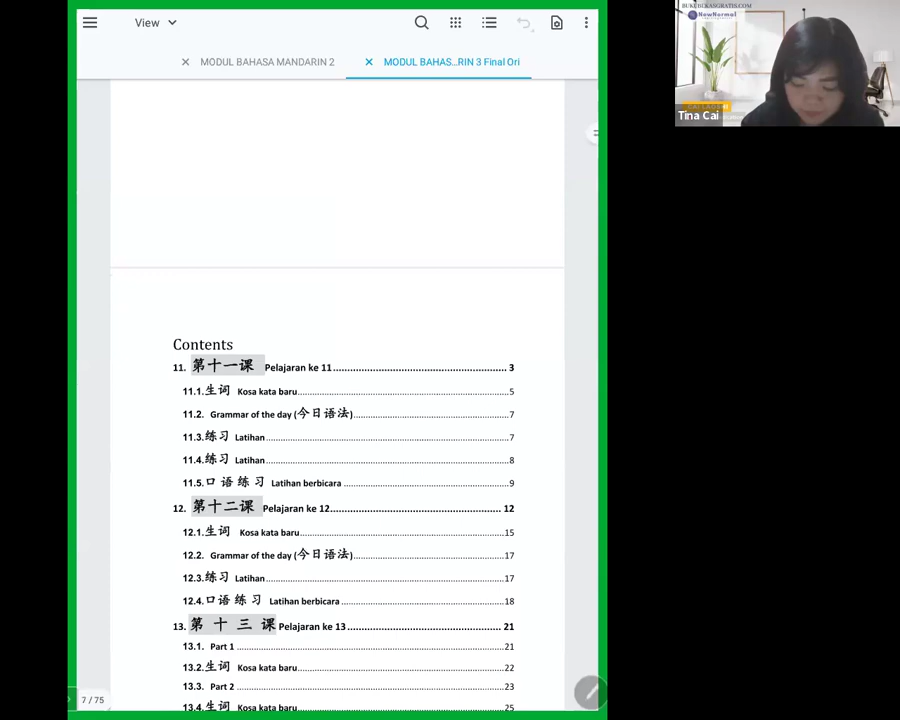 View
MODUL BAHASA MANDARIN 2
MODUL BAHAS...RIN 3 Final Ori
BUKUDIKASGRATIS.COM
NewNormal
Tina Cai
Contents
11. 第十一课 Pelajaran ke 11 3
11.1.生词 Kosa kata baru 5
11.2. Grammar of the day (今日语法) 7
11.3.练习 Latihan 7
11.4.练习 Latihan 8
11.5.口语练习 Latihan berbicara 9
12. 第十二课 Pelajaran ke 12 12
12.1.生词 Kosa kata baru 15
12.2. Grammar of the day (今日语法) 17
12.3.练习 Latihan 17
12.4.口语练习 Latihan berbicara 18
13. 第十三课 Pelajaran ke 13 21
13.1. Part 1 21
13.2.生词 Kosa kata baru 22
13.3. Part 2 23
13.4.生词 Kosa kata baru 25
7 / 75